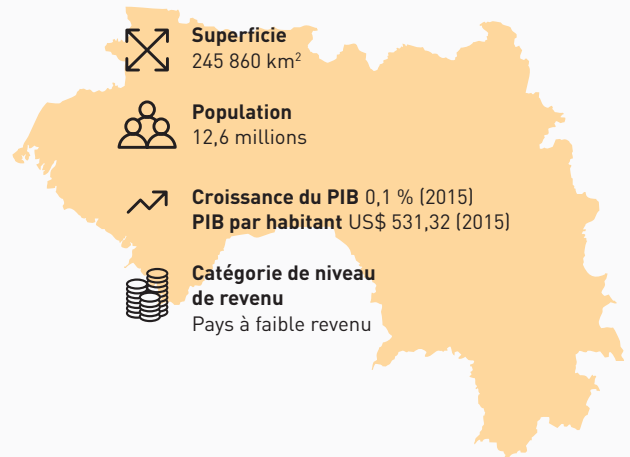 Superficie
245 860 km²
Population
12,6 millions
Croissance du PIB 0,1 % (2015)
PIB par habitant US$ 531,32 (2015)
Catégorie de niveau
de revenu
Pays à faible revenu